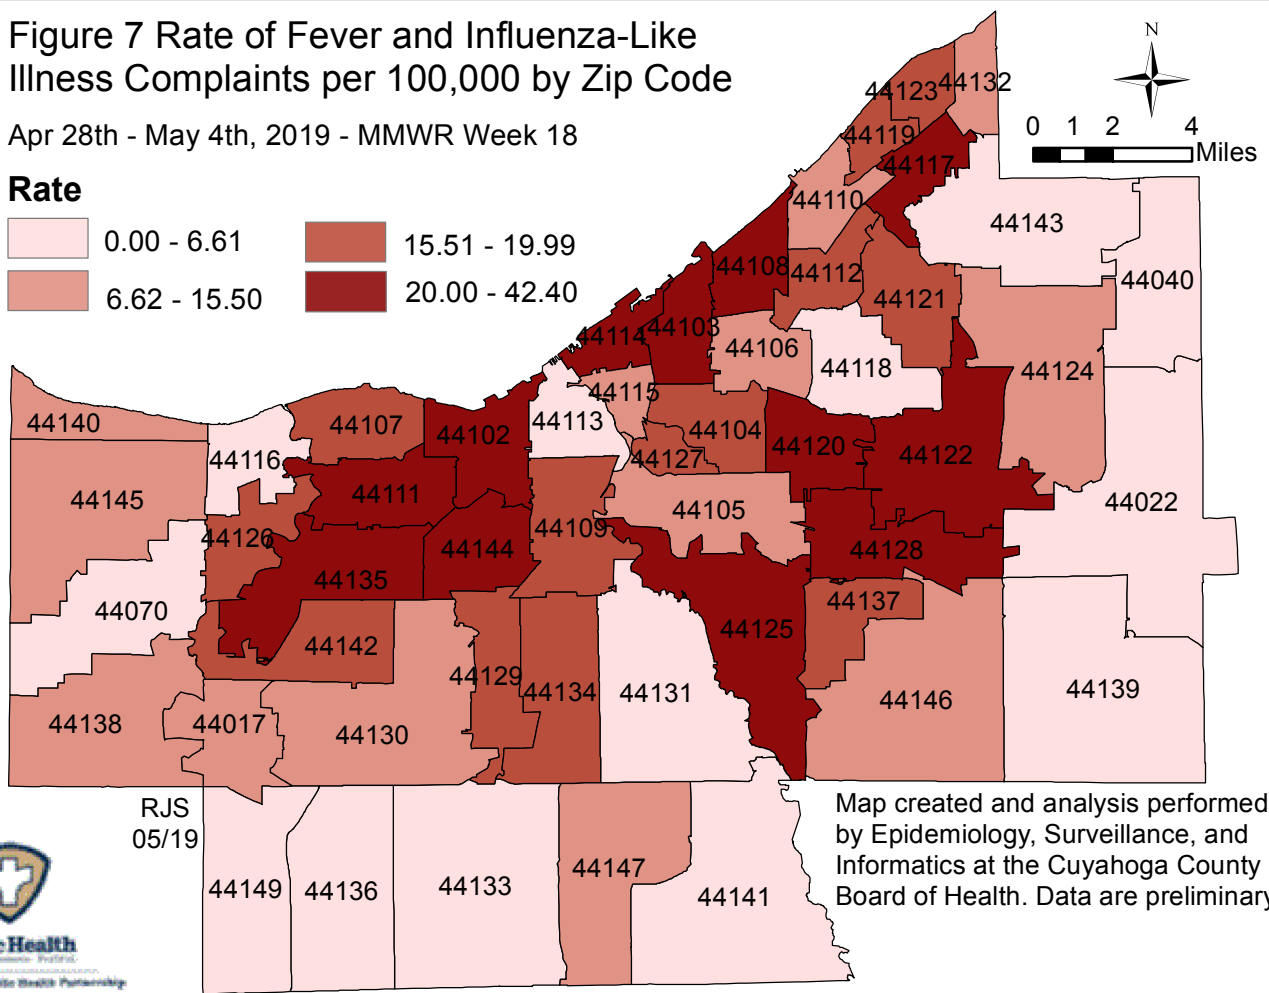 Figure 7 Rate of Fever and Influenza-Like
Illness Complaints per 100,000 by Zip Code
Apr 28th - May 4th, 2019 - MMWR Week 18
Rate
0.00 - 6.61
15.51 - 19.99
6.62 - 15.50
20.00 - 42.40
N
0 1 2 4
Miles
44123
44132
44119
44117
44110
44143
44108
44112
44040
44121
44114
44103
44106
44118
44124
44115
44140
44107
44102
44113
44104
44120
44122
44116
44127
44145
44111
44105
44022
44126
44109
44144
44128
44135
44070
44137
44125
44142
44129
44134
44131
44139
44146
44138
44017
44130
RJS
05/19
44147
44149
44136
44133
44141
Map created and analysis performed
by Epidemiology, Surveillance, and
Informatics at the Cuyahoga County
Board of Health. Data are preliminary
c Health
Health Partnership